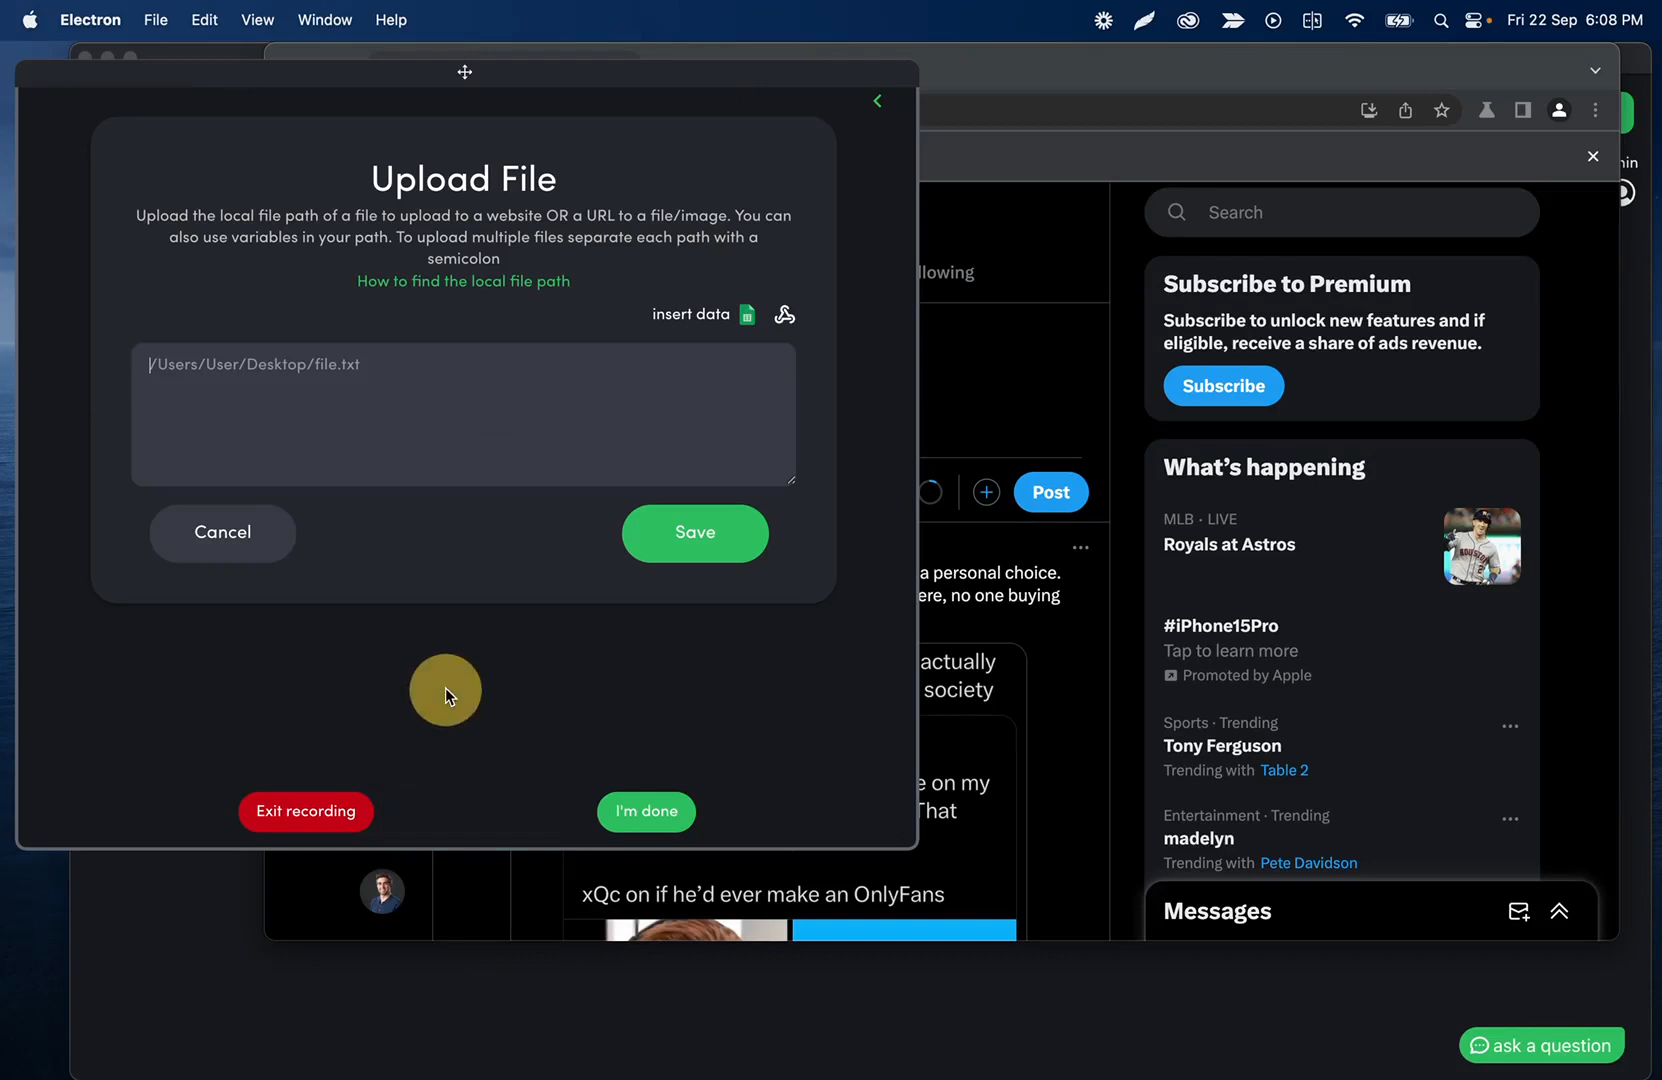 Electron File Edit View Window Help
Fri 22 Sep 6:08 PM
Upload File
Upload the local file path of a file to upload to a website OR a URL to a file/image. You can
also use variables in your path. To upload multiple files separate each path with a
semicolon
How to find the local file path
insert data
/Users/User/Desktop/file.txt
Cancel
Save
Exit recording
I'm done
Search
llowing
Subscribe to Premium
Subscribe to unlock new features and if
eligible, receive a share of ads revenue.
Subscribe
Post
a personal choice.
ere, no one buying
actually
society
e on my
That
xQc on if he'd ever make an OnlyFans
What's happening
MLB · LIVE
Royals at Astros
#iPhone15Pro
Tap to learn more
Promoted by Apple
Sports · Trending
Tony Ferguson
Trending with Table 2
Entertainment · Trending
madelyn
Trending with Pete Davidson
Messages
in
ask a question